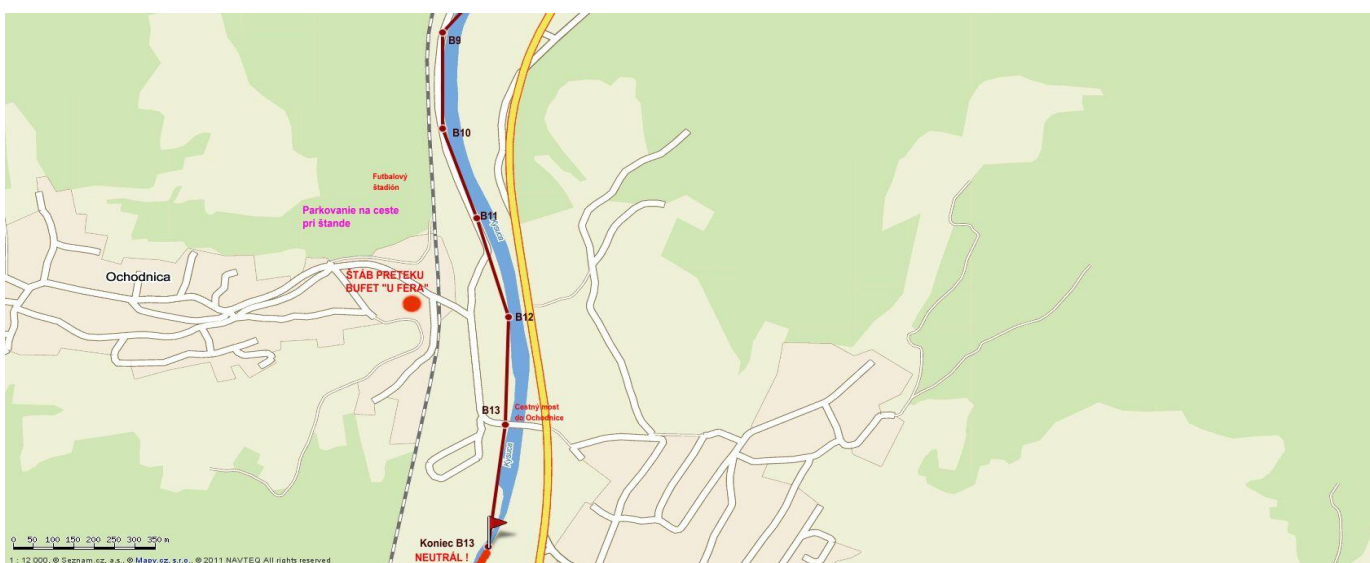 B9
B10
Futbalový
štadión
Parkovanie na ceste
pri štande
B11
Kysuca
Ochodnica
ŠTÁB PRETEKU
BUFET "U FERA"
B12
B13
Cestný most
do Ochodnice
Kysuca
Koniec B13
NEUTRÁL !
0 50 100 150 200 250 300 350 m
1 : 12 000, © Seznam.cz, a.s., © Mapy.cz, s.r.o., © 2011 NAVTEQ All rights reserved